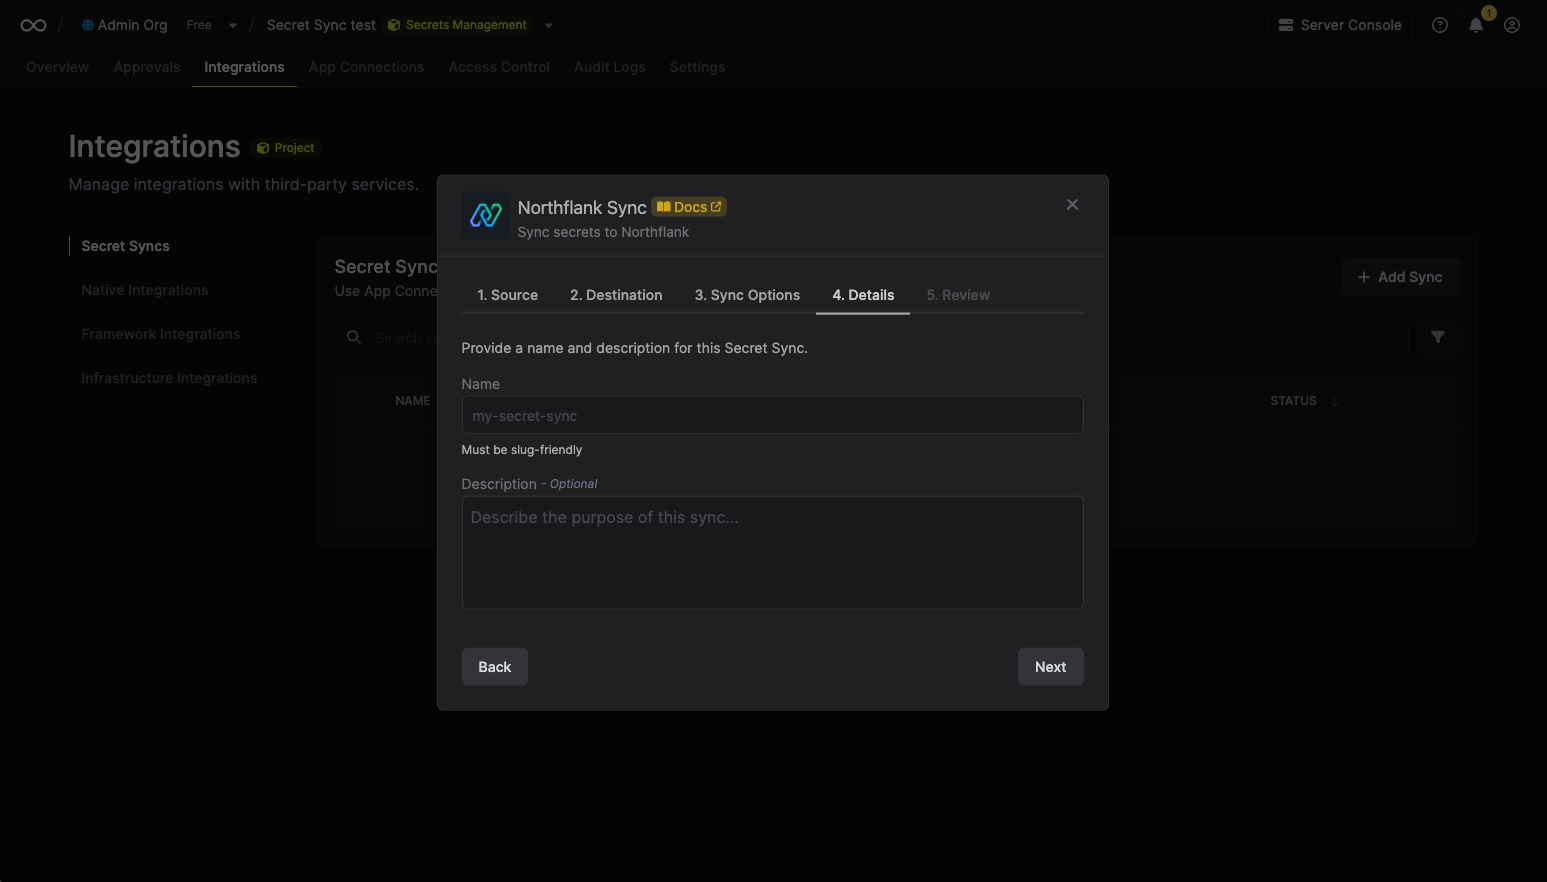 / Admin Org Free / Secret Sync test Secrets Management Server Console 1
Overview Approvals Integrations App Connections Access Control Audit Logs Settings
Integrations Project
Manage integrations with third-party services.
Secret Syncs
Native Integrations
Framework Integrations
Infrastructure Integrations
Secret Sync
Use App Conne
+ Add Sync
Search se
NAME
STATUS
Northflank Sync Docs
Sync secrets to Northflank
1. Source 2. Destination 3. Sync Options 4. Details 5. Review
Provide a name and description for this Secret Sync.
Name
my-secret-sync
Must be slug-friendly
Description - Optional
Describe the purpose of this sync...
Back Next